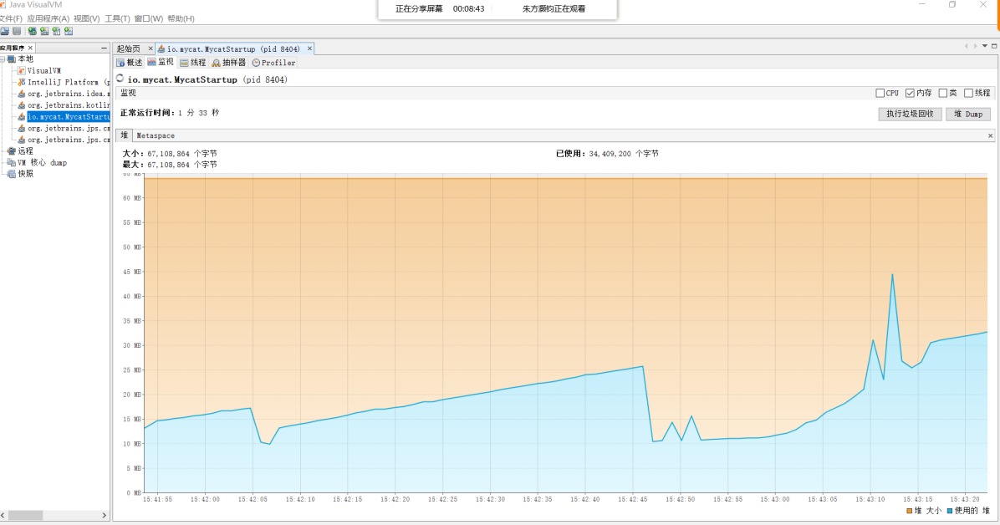 正在分享屏幕 00:08:43 朱方灏钧正在观看
Java VisualVM
文件(F) 应用程序(A) 视图(V) 工具(T) 窗口(W) 帮助(H)
应用程序 ×
本地
VisualVM
IntelliJ Platform (p
org.jetbrains.idea.m
org.jetbrains.kotlin
io.mycat.MycatStartu
org.jetbrains.jps.cm
org.jetbrains.jps.cm
远程
VM 核心 dump
快照
起始页 × io.mycat.MycatStartup (pid 8404) ×
概述 监视 线程 抽样器 Profiler
io.mycat.MycatStartup (pid 8404)
监视 CPU 内存 类 线程
正常运行时间: 1 分 33 秒 执行垃圾回收 堆 Dump
堆 Metaspace ×
大小: 67,108,864 个字节 已使用: 34,409,200 个字节
最大: 67,108,864 个字节
65 MB
60 MB
55 MB
50 MB
45 MB
40 MB
35 MB
30 MB
25 MB
20 MB
15 MB
10 MB
5 MB
0 MB
15:41:55 15:42:00 15:42:05 15:42:10 15:42:15 15:42:20 15:42:25 15:42:30 15:42:35 15:42:40 15:42:45 15:42:50 15:42:55 15:43:00 15:43:05 15:43:10 15:43:15 15:43:20
堆 大小 使用的 堆